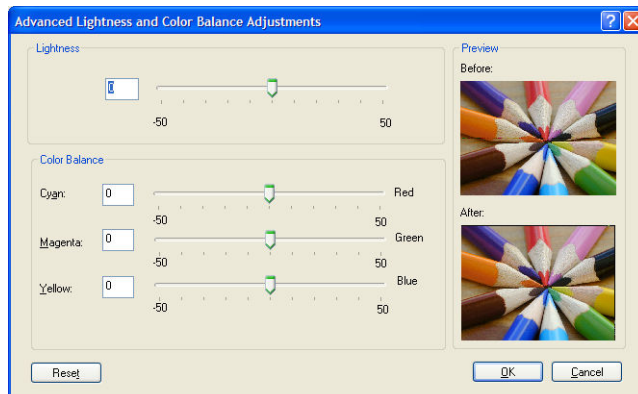 Advanced Lightness and Color Balance Adjustments
Lightness
0
-50 50
Color Balance
Cyan: 0 Red
-50 50
Magenta: 0 Green
-50 50
Yellow: 0 Blue
-50 50
Preview
Before:
After:
Reset OK Cancel